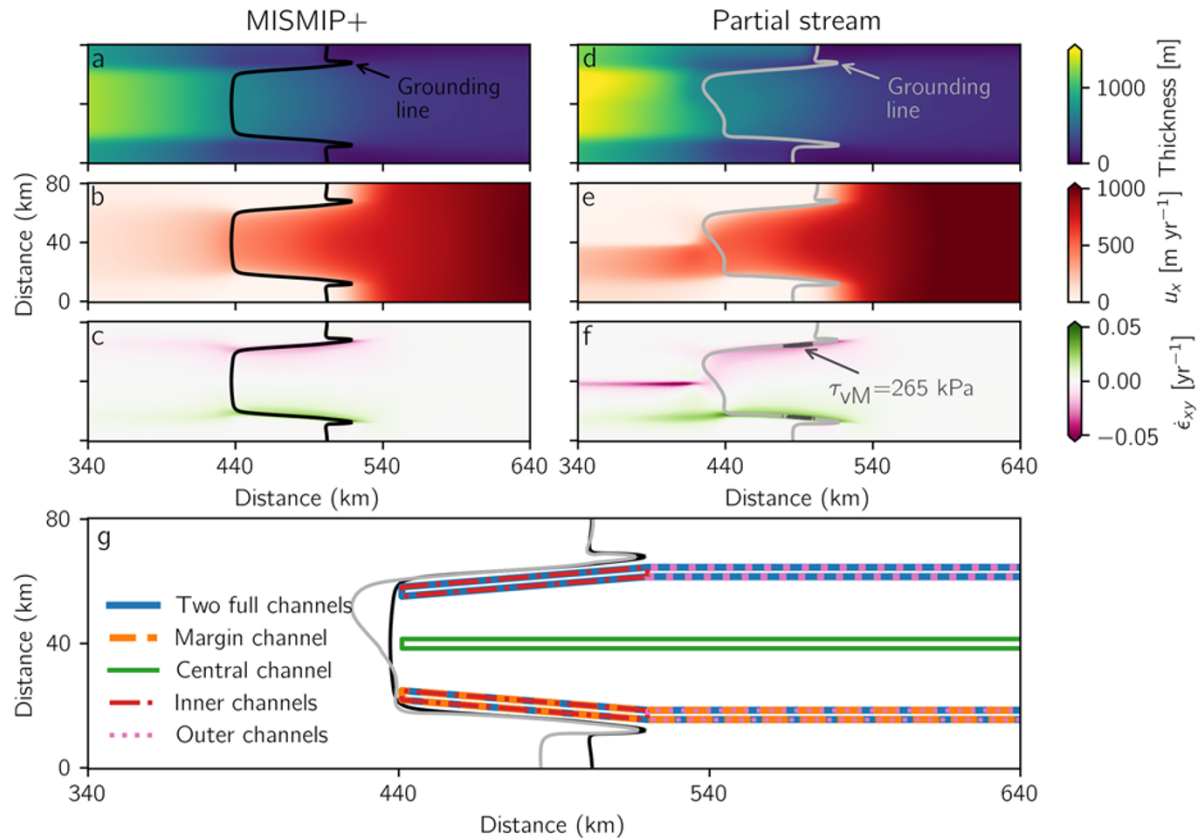 MISMIP+
Partial stream
a
Grounding
line
d
Grounding
line
1000
0
Thickness [m]
80
40
0
Distance (km)
b
e
1000
500
0
uₓ [m yr⁻¹]
c
f
τvM=265 kPa
0.05
0.00
−0.05
ε̇xy [yr⁻¹]
340
440
540
640
340
440
540
640
Distance (km)
Distance (km)
80
40
0
Distance (km)
g
Two full channels
Margin channel
Central channel
Inner channels
Outer channels
340
440
540
640
Distance (km)